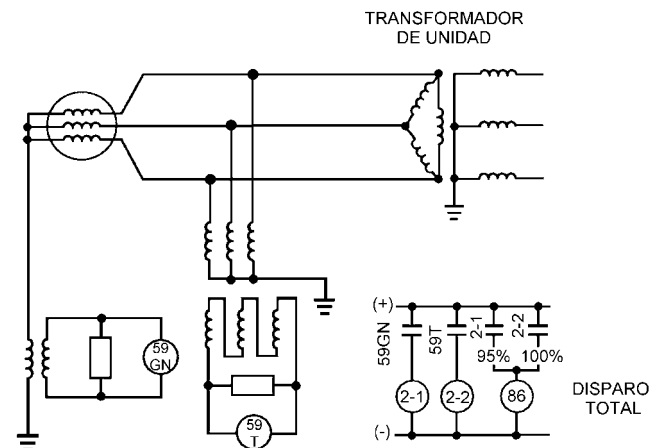 TRANSFORMADOR
DE UNIDAD
59
GN
59
T
(+)
59GN
59T
2-1
2-2
95%
100%
2-1
2-2
86
(-)
DISPARO
TOTAL